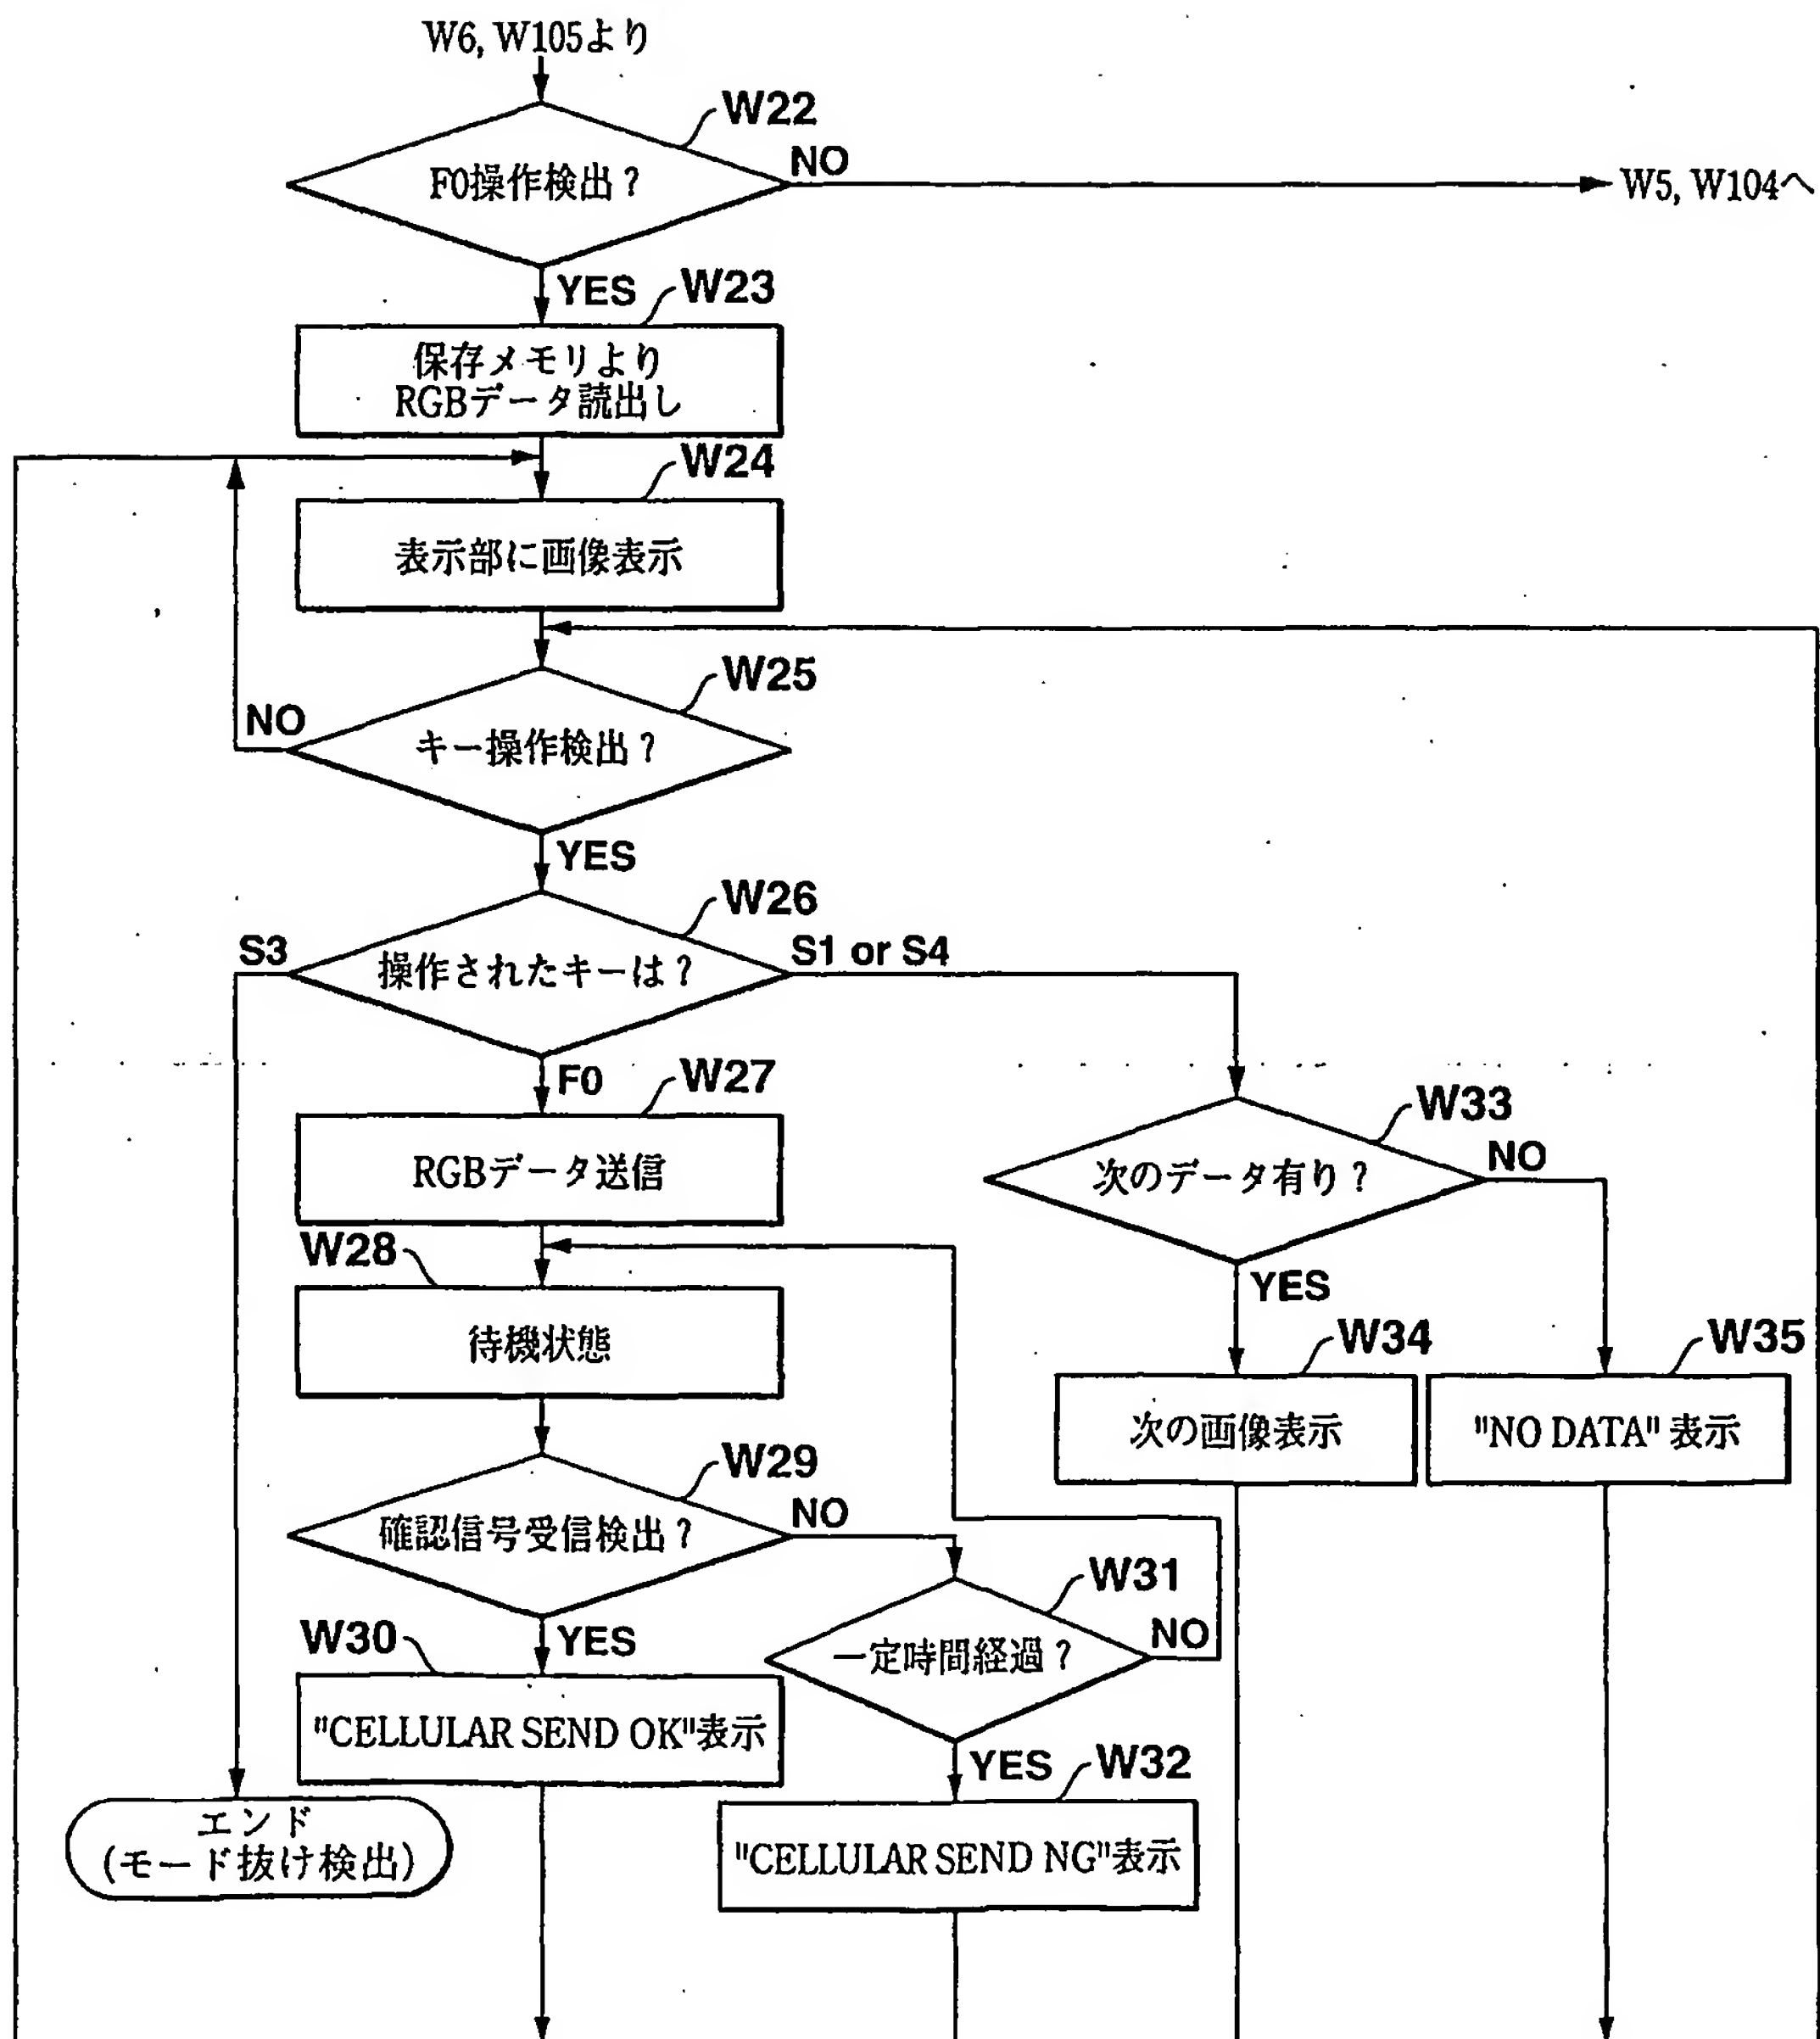 W6, W105より
W22
F0操作検出?
NO
W5, W104へ
YES
W23
保存メモリより
RGBデータ読出し
W24
表示部に画像表示
W25
NO
キー操作検出?
YES
W26
S3
操作されたキーは?
S1 or S4
F0
W27
RGBデータ送信
W33
次のデータ有り?
NO
W28
待機状態
YES
W34
次の画像表示
W35
"NO DATA" 表示
W29
確認信号受信検出?
NO
W31
一定時間経過?
NO
W30
YES
"CELLULAR SEND OK"表示
YES
W32
"CELLULAR SEND NG"表示
エンド
(モード抜け検出)